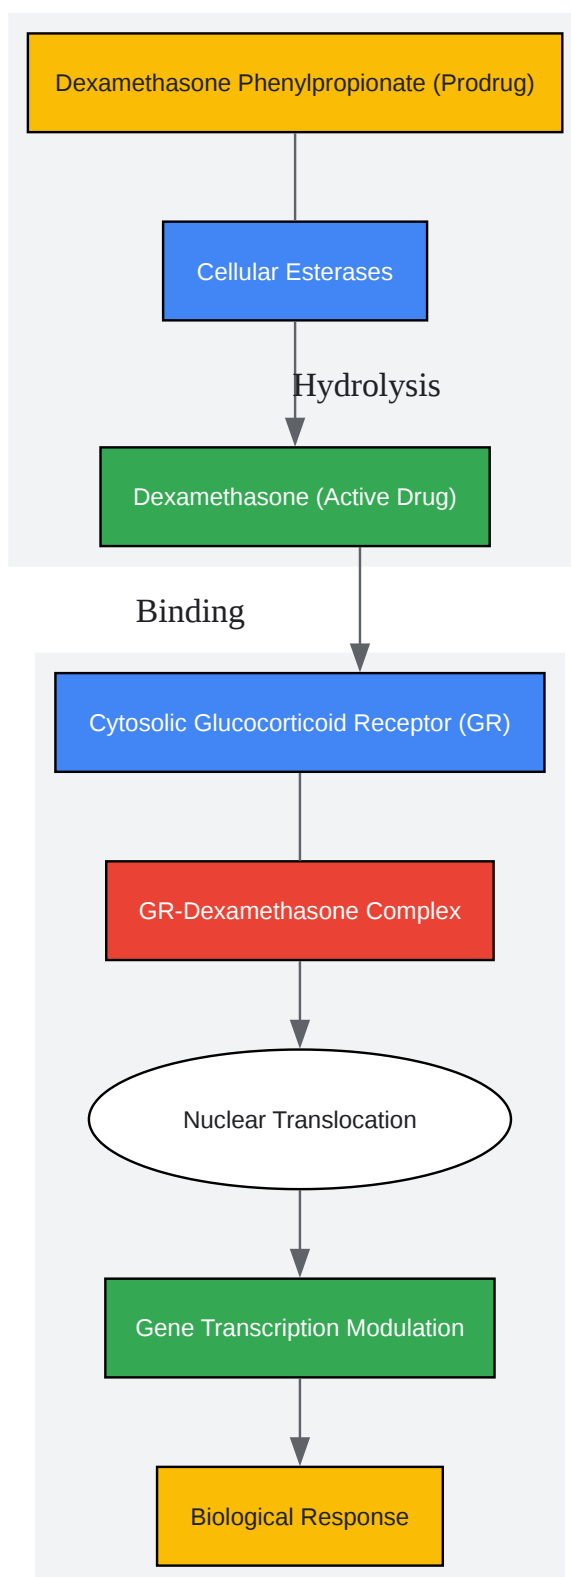 Dexamethasone Phenylpropionate (Prodrug)
Cellular Esterases
Hydrolysis
Dexamethasone (Active Drug)
Binding
Cytosolic Glucocorticoid Receptor (GR)
GR-Dexamethasone Complex
Nuclear Translocation
Gene Transcription Modulation
Biological Response